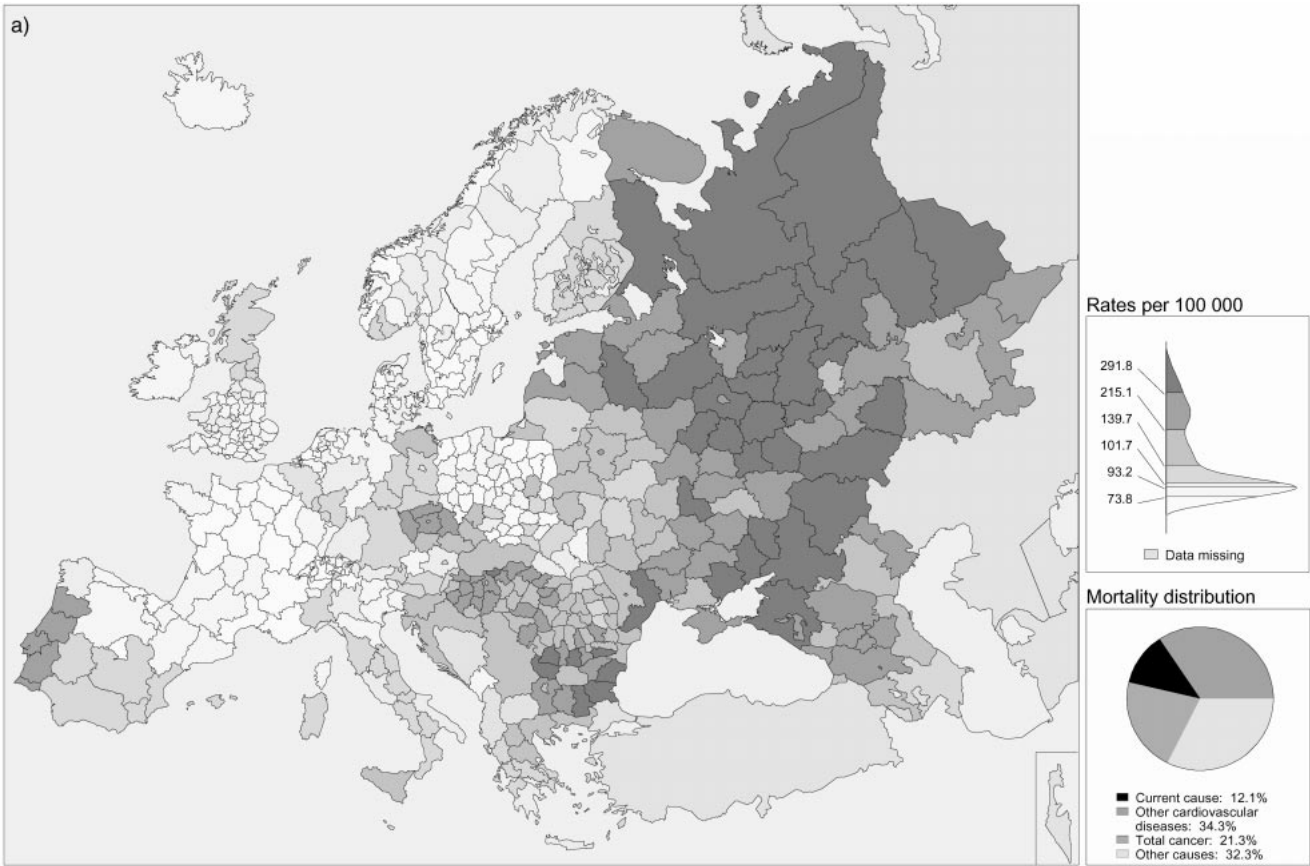 a)
Rates per 100 000
291.8
215.1
139.7
101.7
93.2
73.8
Data missing
Mortality distribution
Current cause: 12.1%
Other cardiovascular
diseases: 34.3%
Total cancer: 21.3%
Other causes: 32.3%